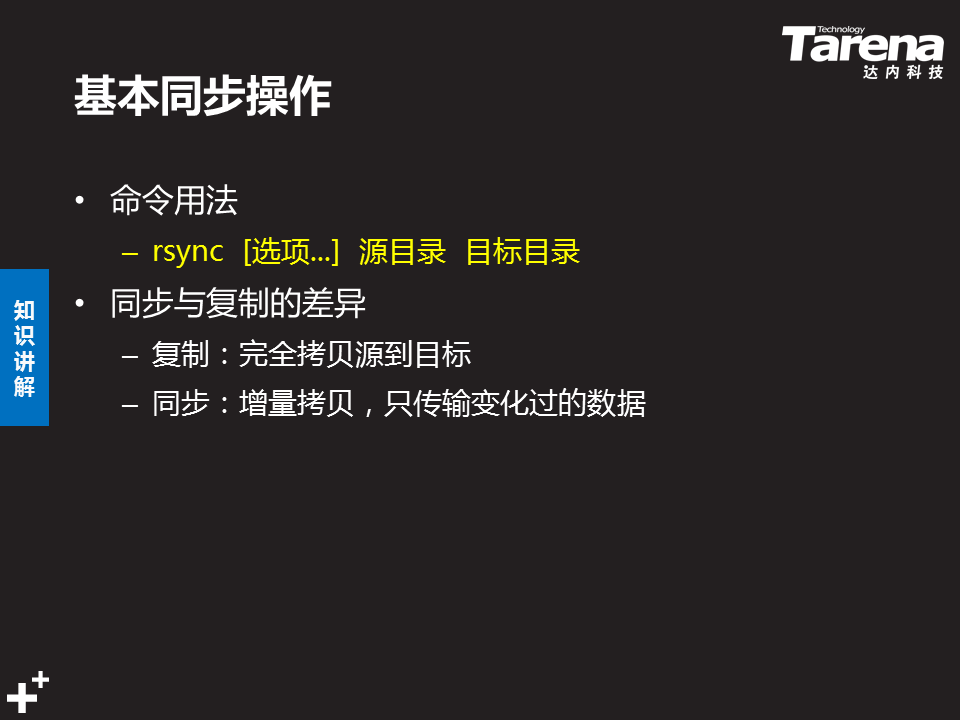 Technology
Tarena
达内科技
基本同步操作
• 命令用法
– rsync [选项...] 源目录 目标目录
• 同步与复制的差异
– 复制：完全拷贝源到目标
– 同步：增量拷贝，只传输变化过的数据
知识讲解